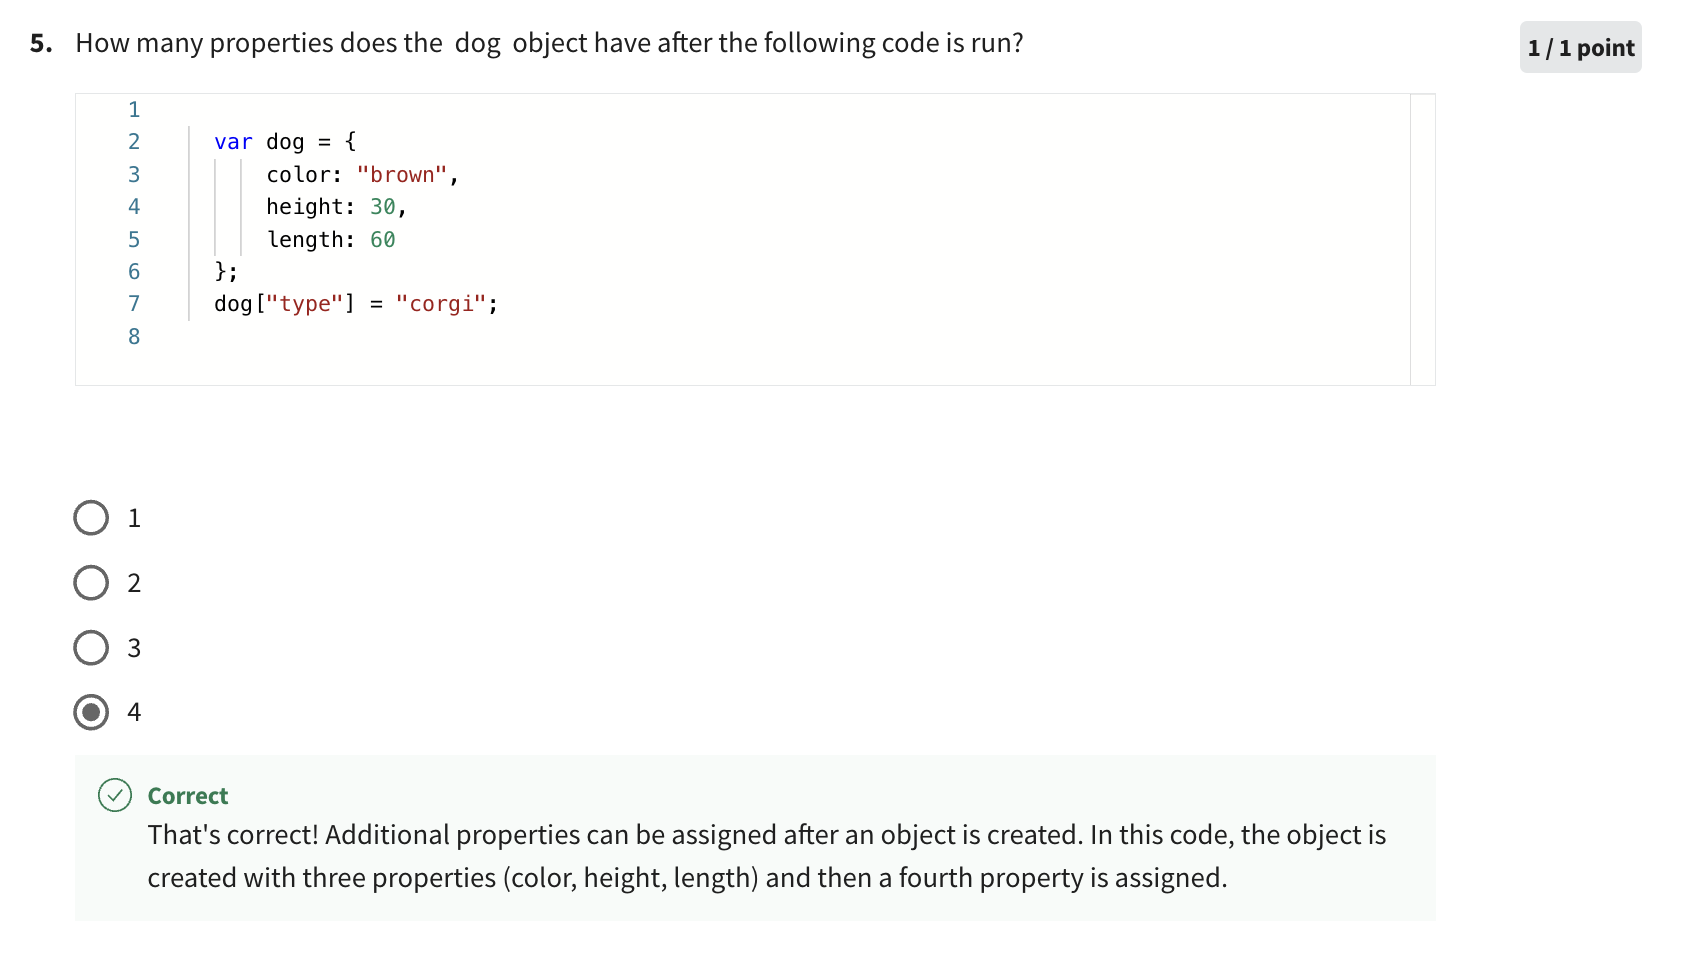 5. How many properties does the dog object have after the following code is run?
1 / 1 point
1
2 var dog = {
3 color: "brown",
4 height: 30,
5 length: 60
6 };
7 dog["type"] = "corgi";
8
1
2
3
4
Correct
That's correct! Additional properties can be assigned after an object is created. In this code, the object is
created with three properties (color, height, length) and then a fourth property is assigned.